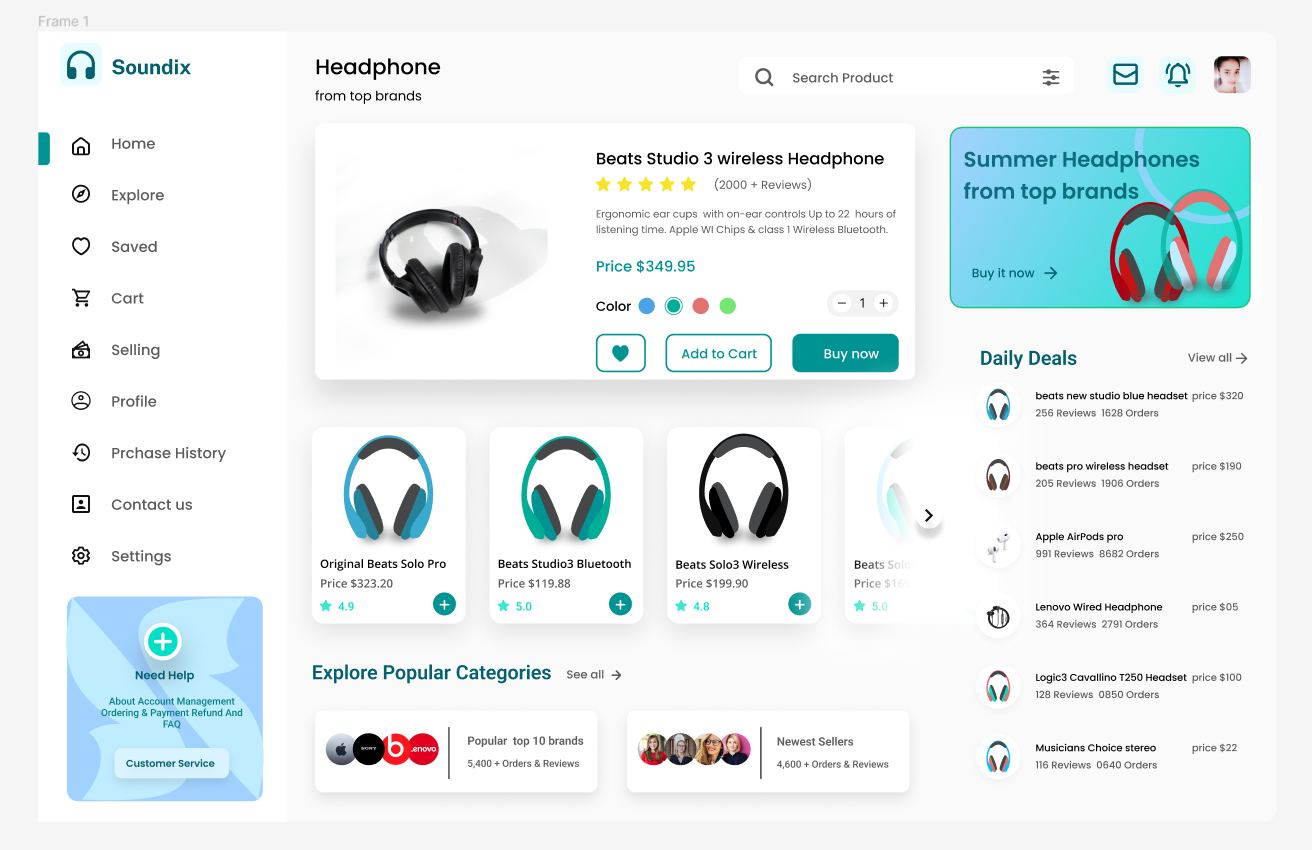 Frame 1
Soundix
Home
Explore
Saved
Cart
Selling
Profile
Prchase History
Contact us
Settings
Need Help
About Account Management
Ordering & Payment Refund And
FAQ
Customer Service
Headphone
from top brands
Search Product
Beats Studio 3 wireless Headphone
(2000 + Reviews)
Ergonomic ear cups with on-ear controls Up to 22 hours of
listening time. Apple WI Chips & class 1 Wireless Bluetooth.
Price $349.95
Color
1
Add to Cart
Buy now
Original Beats Solo Pro
Price $323.20
4.9
Beats Studio3 Bluetooth
Price $119.88
5.0
Beats Solo3 Wireless
Price $199.90
4.8
Beats Solo
Price $
5.0
Explore Popular Categories
See all
SONY
Lenovo
Popular top 10 brands
5,400 + Orders & Reviews
Newest Sellers
4,600 + Orders & Reviews
Summer Headphones
from top brands
Buy it now
Daily Deals
View all
beats new studio blue headset price $320
256 Reviews 1628 Orders
beats pro wireless headset price $190
205 Reviews 1906 Orders
Apple AirPods pro price $250
991 Reviews 8682 Orders
Lenovo Wired Headphone price $05
364 Reviews 2791 Orders
Logic3 Cavallino T250 Headset price $100
128 Reviews 0850 Orders
Musicians Choice stereo price $22
116 Reviews 0640 Orders